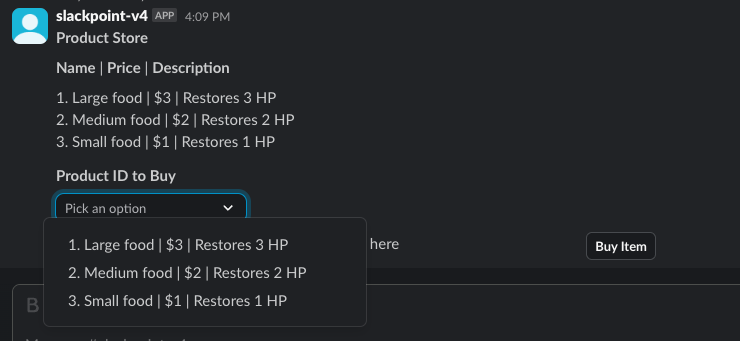 slackpoint-v4 APP 4:09 PM
Product Store
Name | Price | Description
1. Large food | $3 | Restores 3 HP
2. Medium food | $2 | Restores 2 HP
3. Small food | $1 | Restores 1 HP
Product ID to Buy
Pick an option
1. Large food | $3 | Restores 3 HP
2. Medium food | $2 | Restores 2 HP
3. Small food | $1 | Restores 1 HP
here
Buy Item
B